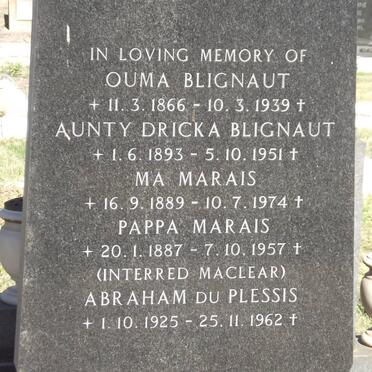 IN LOVING MEMORY OF
OUMA BLIGNAUT
+ 11.3.1866 – 10.3.1939 †
AUNTY DRICKA BLIGNAUT
+ 1.6.1893 – 5.10.1951 †
MA MARAIS
+ 16.9.1889 – 10.7.1974 †
PAPPA MARAIS
+ 20.1.1887 – 7.10.1957 †
(INTERRED MACLEAR)
ABRAHAM DU PLESSIS
+ 1.10.1925 – 25.11.1962 †